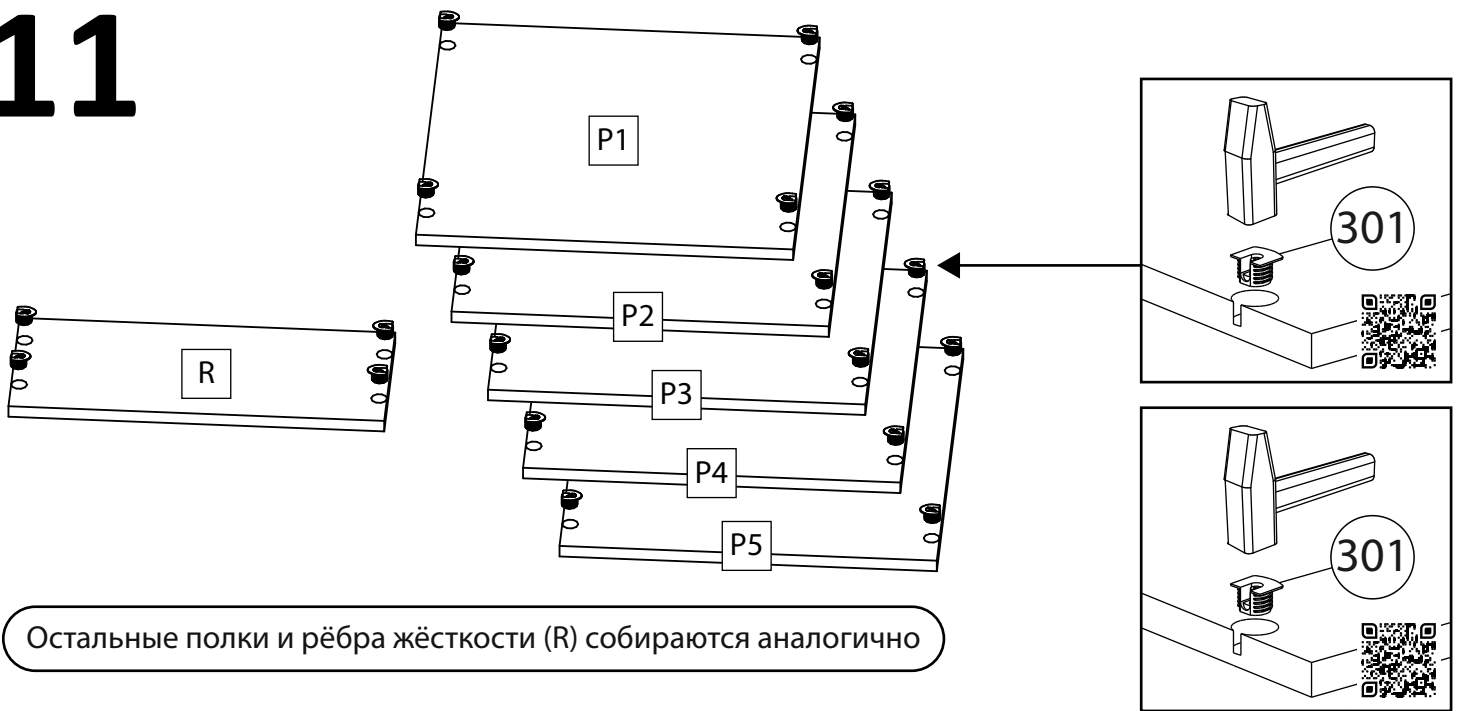 11
P1
P2
P3
P4
P5
R
301
301
Остальные полки и рёбра жёсткости (R) собираются аналогично